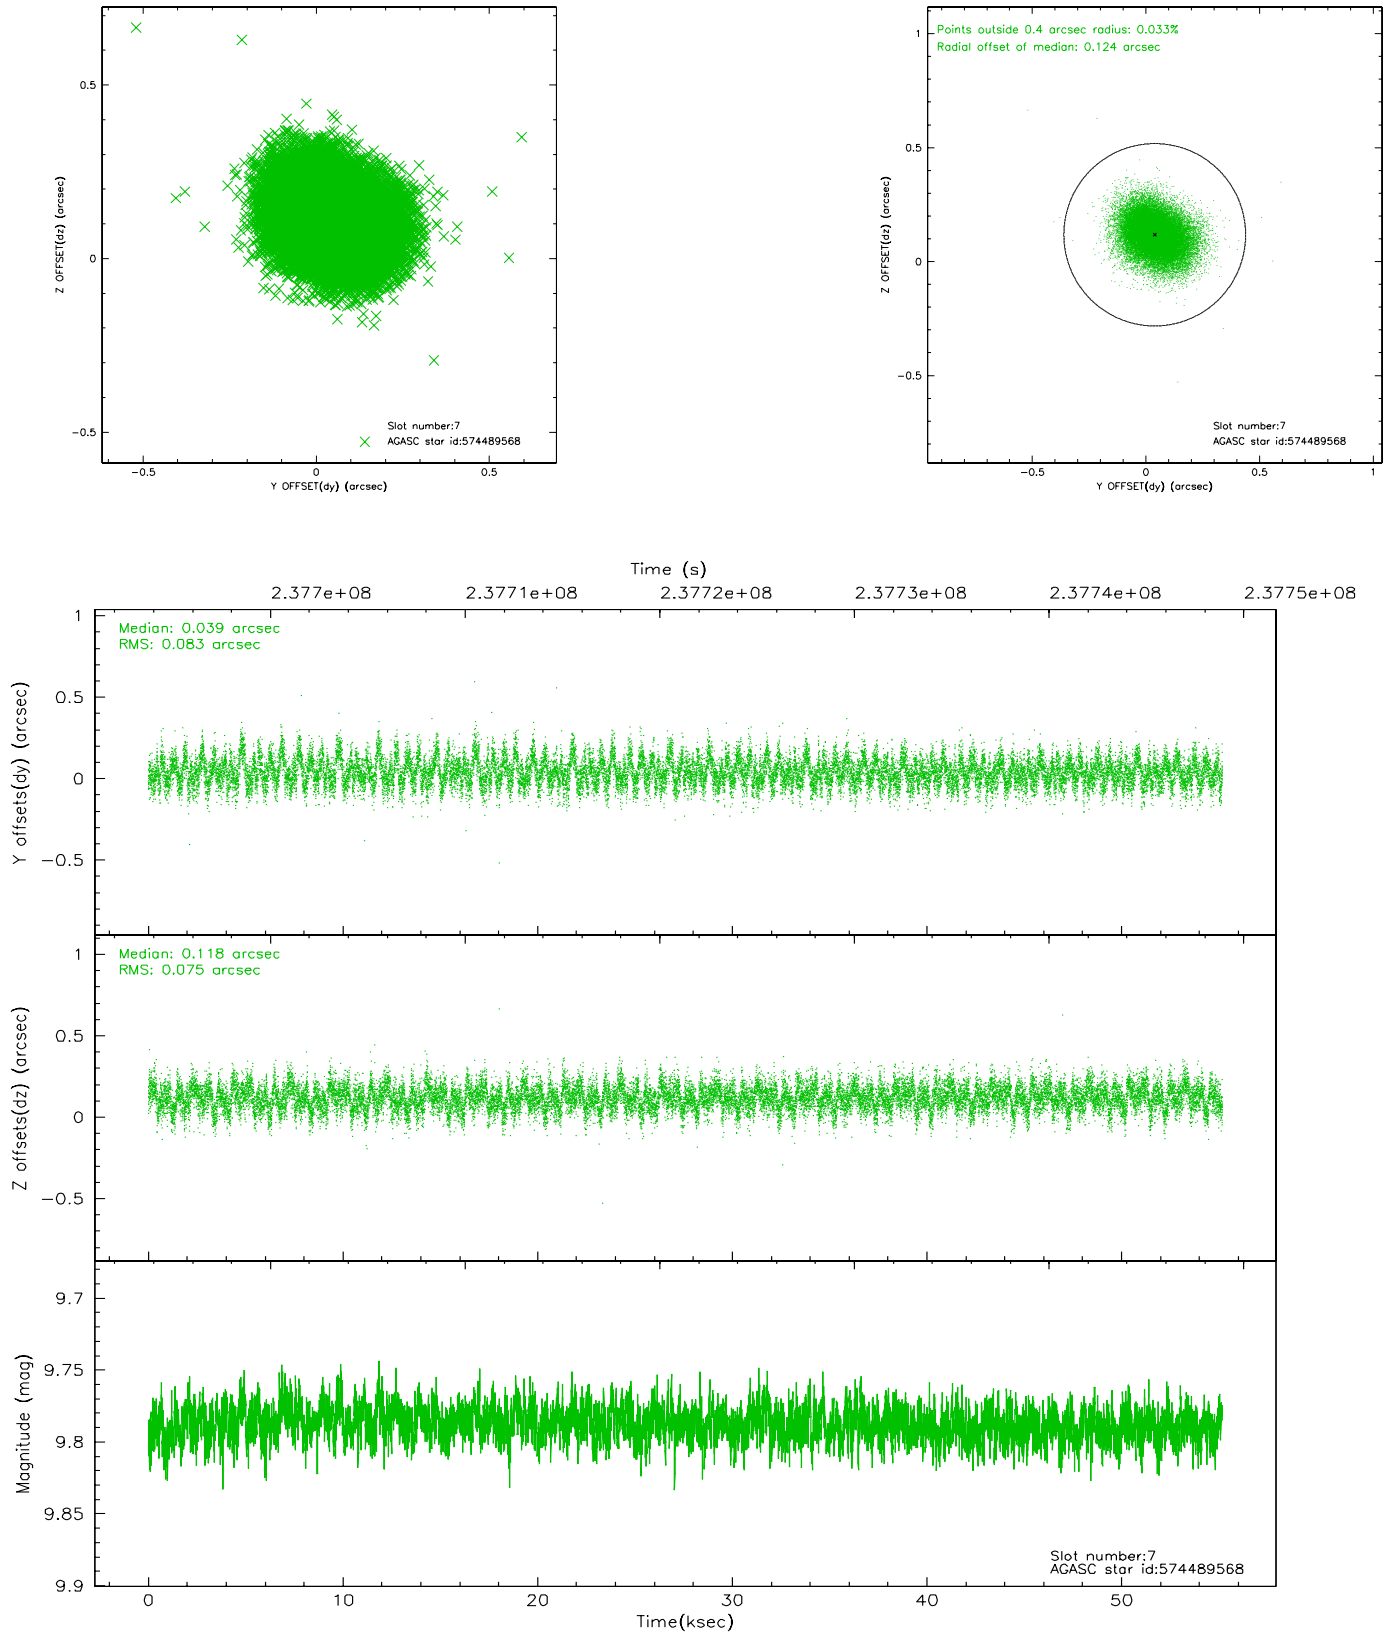 0.5
0
−0.5
Z OFFSET(dz) (arcsec)
Slot number:7
AGASC star id:574489568
−0.5
0
0.5
Y OFFSET(dy) (arcsec)
Points outside 0.4 arcsec radius: 0.033%
Radial offset of median: 0.124 arcsec
1
0.5
0
−0.5
Z OFFSET(dz) (arcsec)
Slot number:7
AGASC star id:574489568
−0.5
0
0.5
1
Y OFFSET(dy) (arcsec)
Time (s)
2.377e+08
2.3771e+08
2.3772e+08
2.3773e+08
2.3774e+08
2.3775e+08
Median: 0.039 arcsec
RMS: 0.083 arcsec
1
0.5
0
−0.5
Y offsets(dy) (arcsec)
Median: 0.118 arcsec
RMS: 0.075 arcsec
1
0.5
0
−0.5
Z offsets(dz) (arcsec)
9.7
9.75
9.8
9.85
9.9
Magnitude (mag)
Slot number:7
AGASC star id:574489568
0
10
20
30
40
50
Time(ksec)